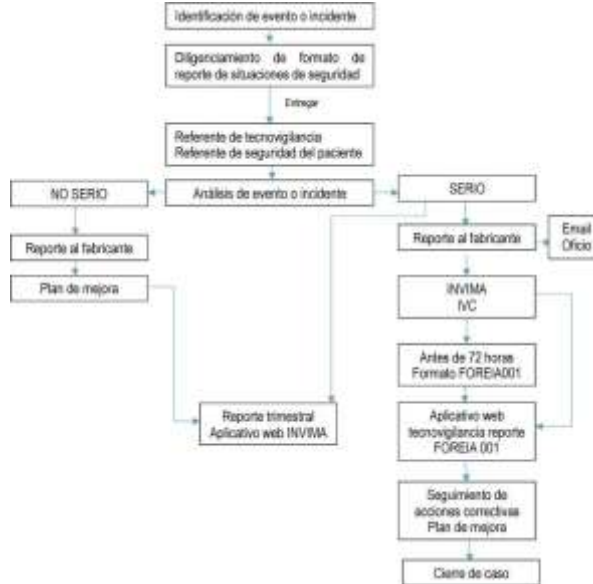 Identificación de evento o incidente
Diligenciamiento de formato de
reporte de situaciones de seguridad
Entregar
Referente de tecnovigilancia
Referente de seguridad del paciente
NO SERIO
Análisis de evento o incidente
SERIO
Reporte al fabricante
Reporte al fabricante
Email
Oficio
Plan de mejora
INVIMA
IVC
Antes de 72 horas
Formato FOREIA001
Reporte trimestral
Aplicativo web INVIMA
Aplicativo web
tecnovigilancia reporte
FOREIA 001
Seguimiento de
acciones correctivas
Plan de mejora
Cierre de caso